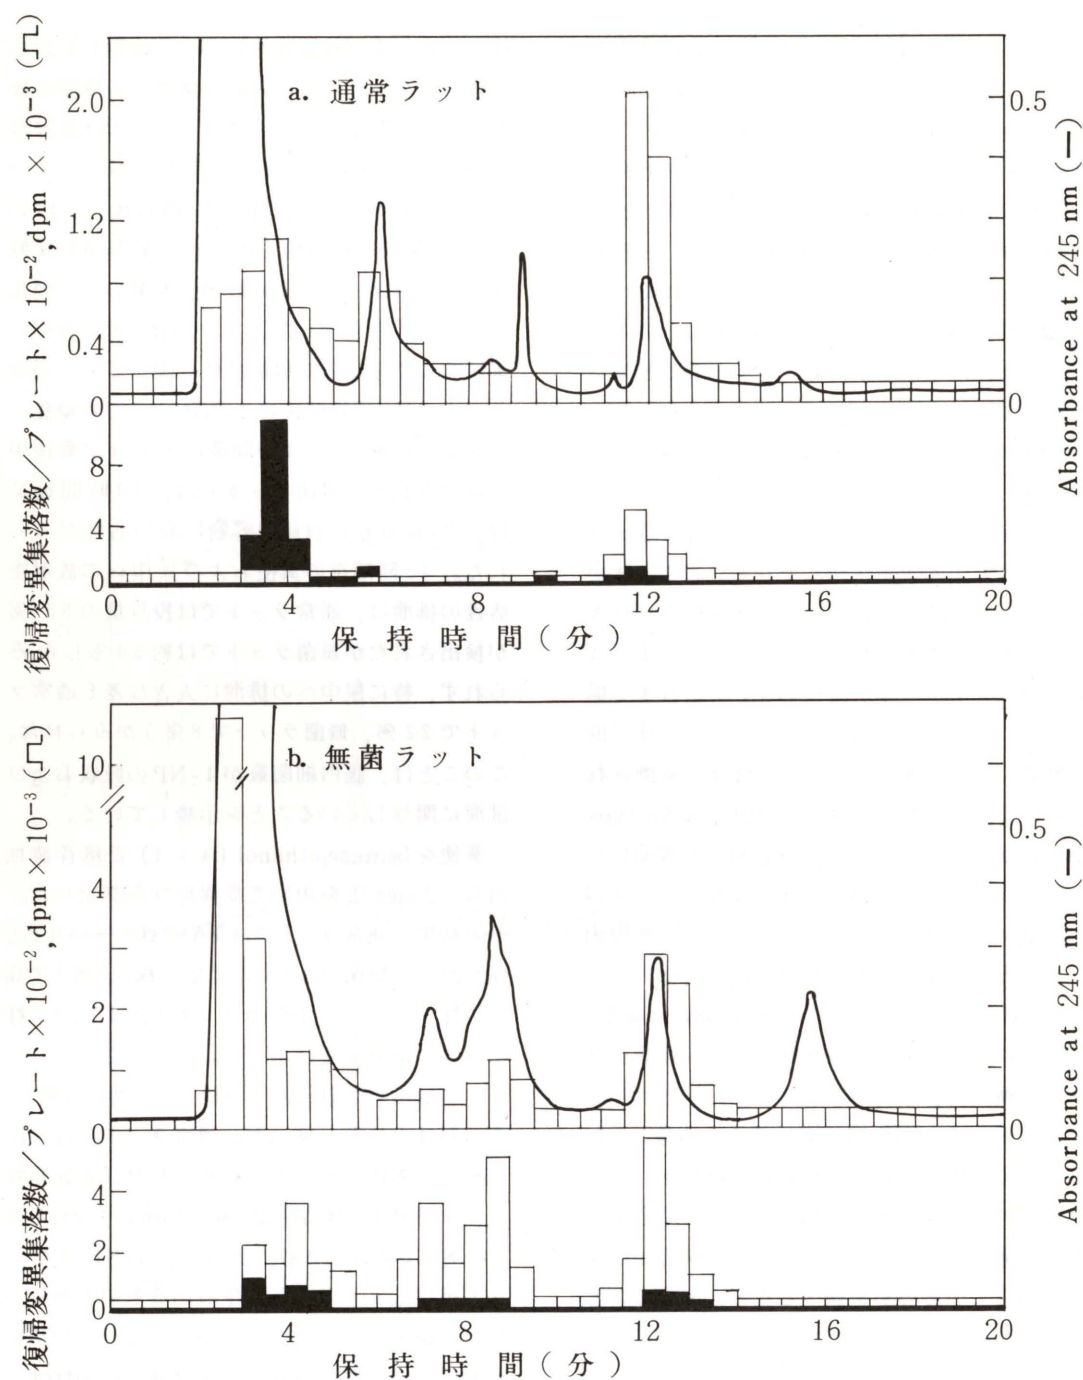 復帰変異集落数/プレート×10⁻²,dpm × 10⁻³ (⎍)
a. 通常ラット
2.0
1.2
0.4
0
8
4
0
0.5
0
Absorbance at 245 nm (—)
0 4 8 12 16 20
保持時間(分)
復帰変異集落数/プレート×10⁻²,dpm ×10⁻³ (⎍)
b. 無菌ラット
10
4
2
0
4
2
0
0.5
0
Absorbance at 245 nm (—)
0 4 8 12 16 20
保持時間(分)